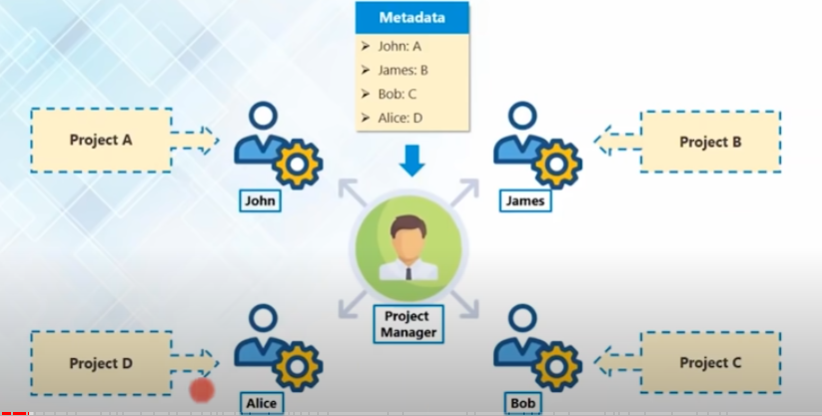 Metadata
➤ John: A
➤ James: B
➤ Bob: C
➤ Alice: D
Project A
Project B
John
James
Project
Manager
Project D
Project C
Alice
Bob